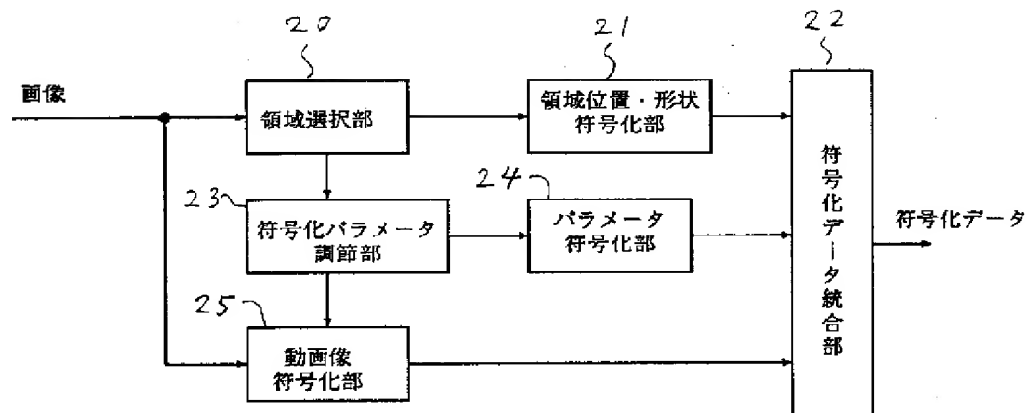 20
21
22
画像
領域選択部
領域位置・形状
符号化部
23
24
符号化パラメータ
調節部
パラメータ
符号化部
符号化データ統合部
符号化データ
25
動画像
符号化部